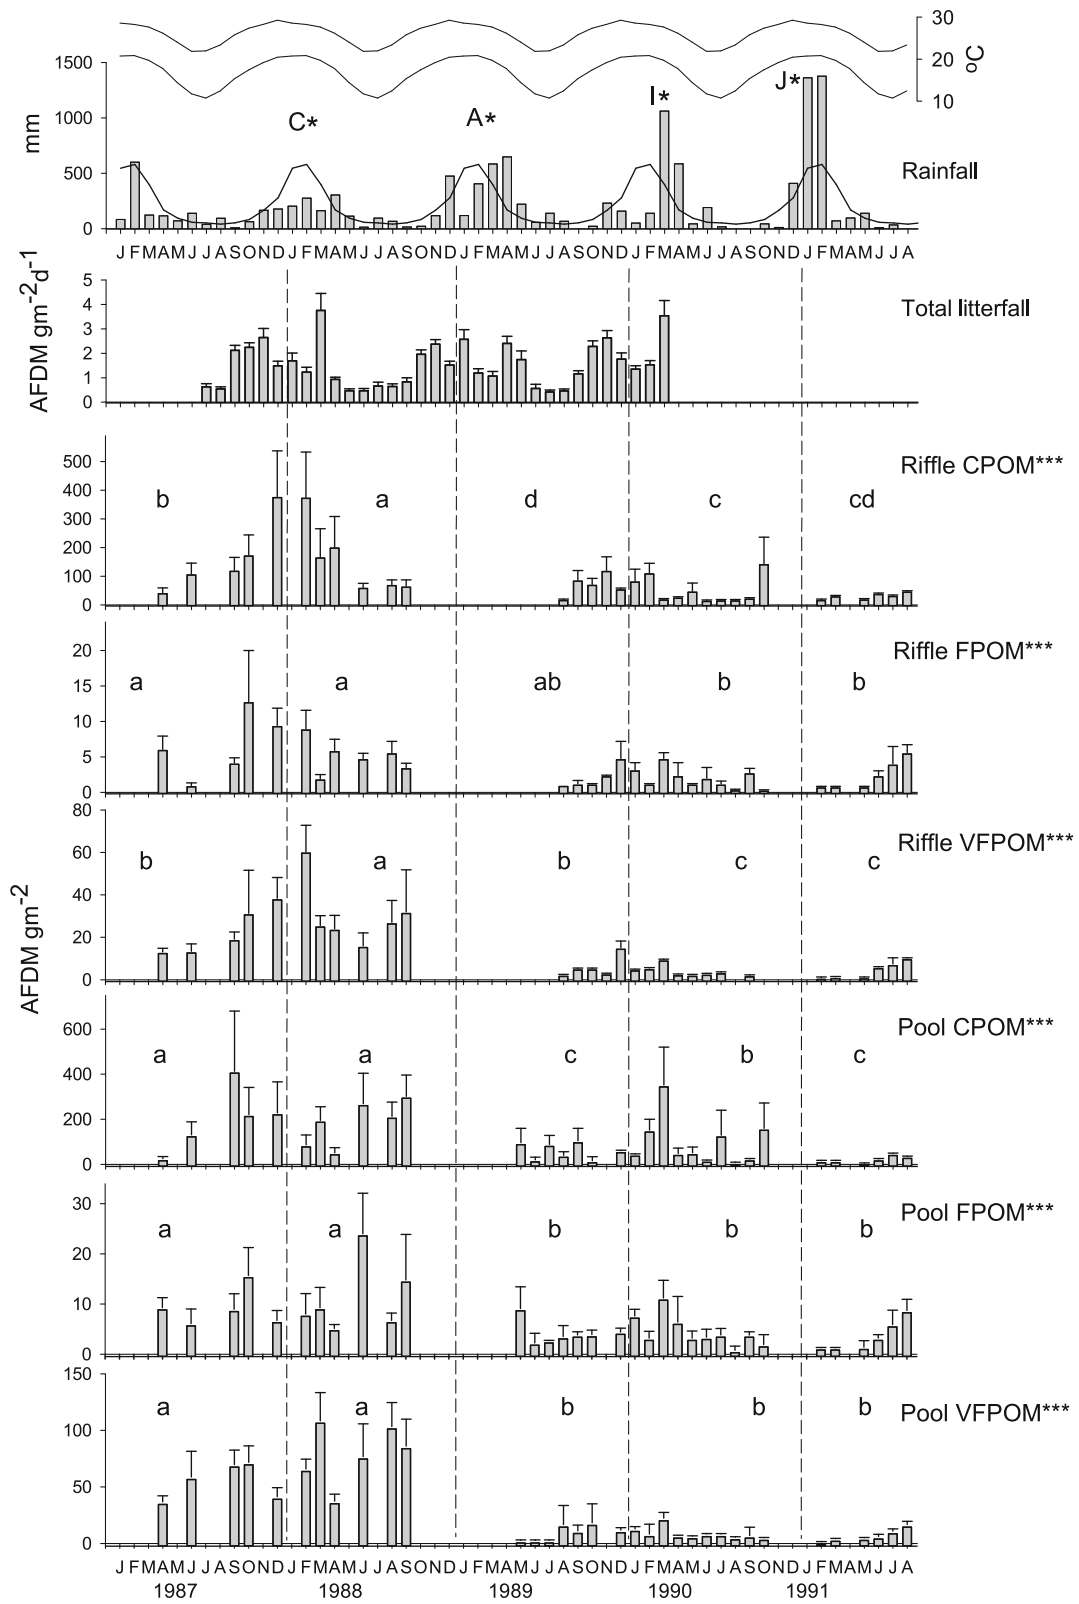 30
20
10
oC
1500
1000
500
0
mm
C*
A*
I*
J*
Rainfall
J F M A M J J A S O N D J F M A M J J A S O N D J F M A M J J A S O N D J F M A M J J A S O N D J F M A M J J A
AFDM gm-2d-1
5
4
3
2
1
0
Total litterfall
AFDM gm-2
500
400
300
200
100
0
Riffle CPOM***
b a d c cd
20
15
10
5
0
Riffle FPOM***
a a ab b b
80
60
40
20
0
Riffle VFPOM***
b a b c c
600
400
200
0
Pool CPOM***
a a c b c
30
20
10
0
Pool FPOM***
a a b b b
150
100
50
0
Pool VFPOM***
a a b b b
J F M A M J J A S O N D J F M A M J J A S O N D J F M A M J J A S O N D J F M A M J J A S O N D J F M A M J J A
1987 1988 1989 1990 1991